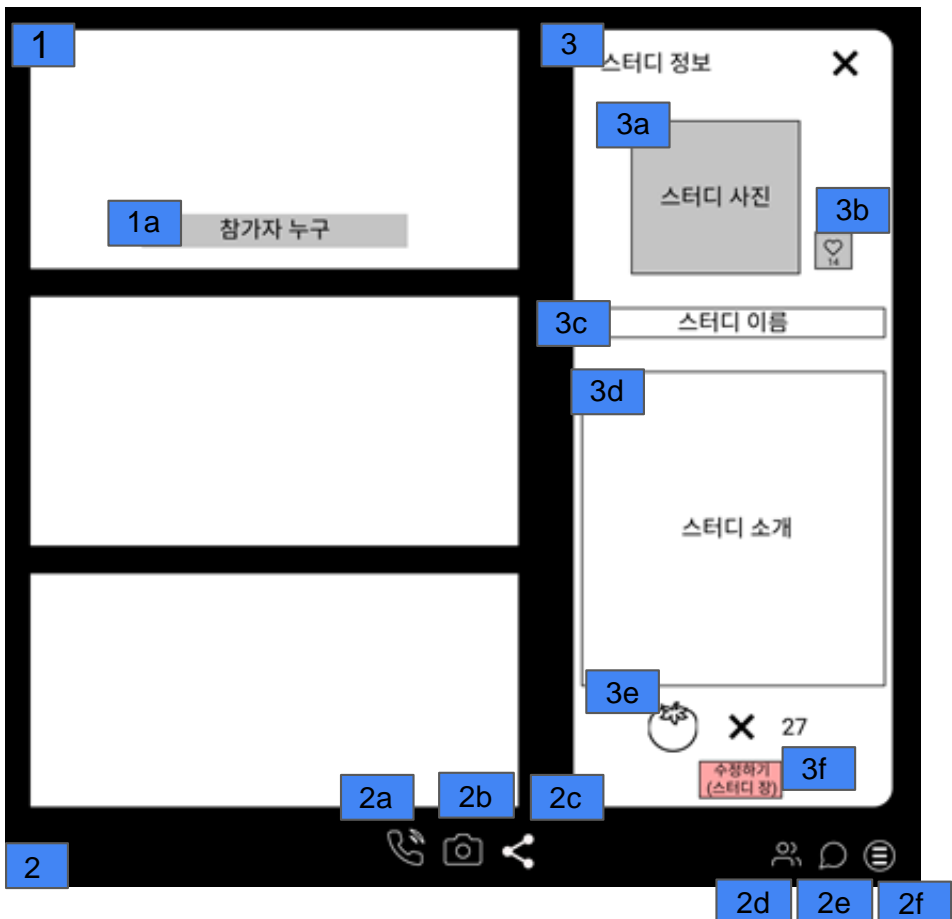 1
1a
참가자 누구
3
스터디 정보
3a
스터디 사진
3b
14
3c
스터디 이름
3d
스터디 소개
3e
27
수정하기
(스터디 장)
3f
2
2a
2b
2c
2d
2e
2f